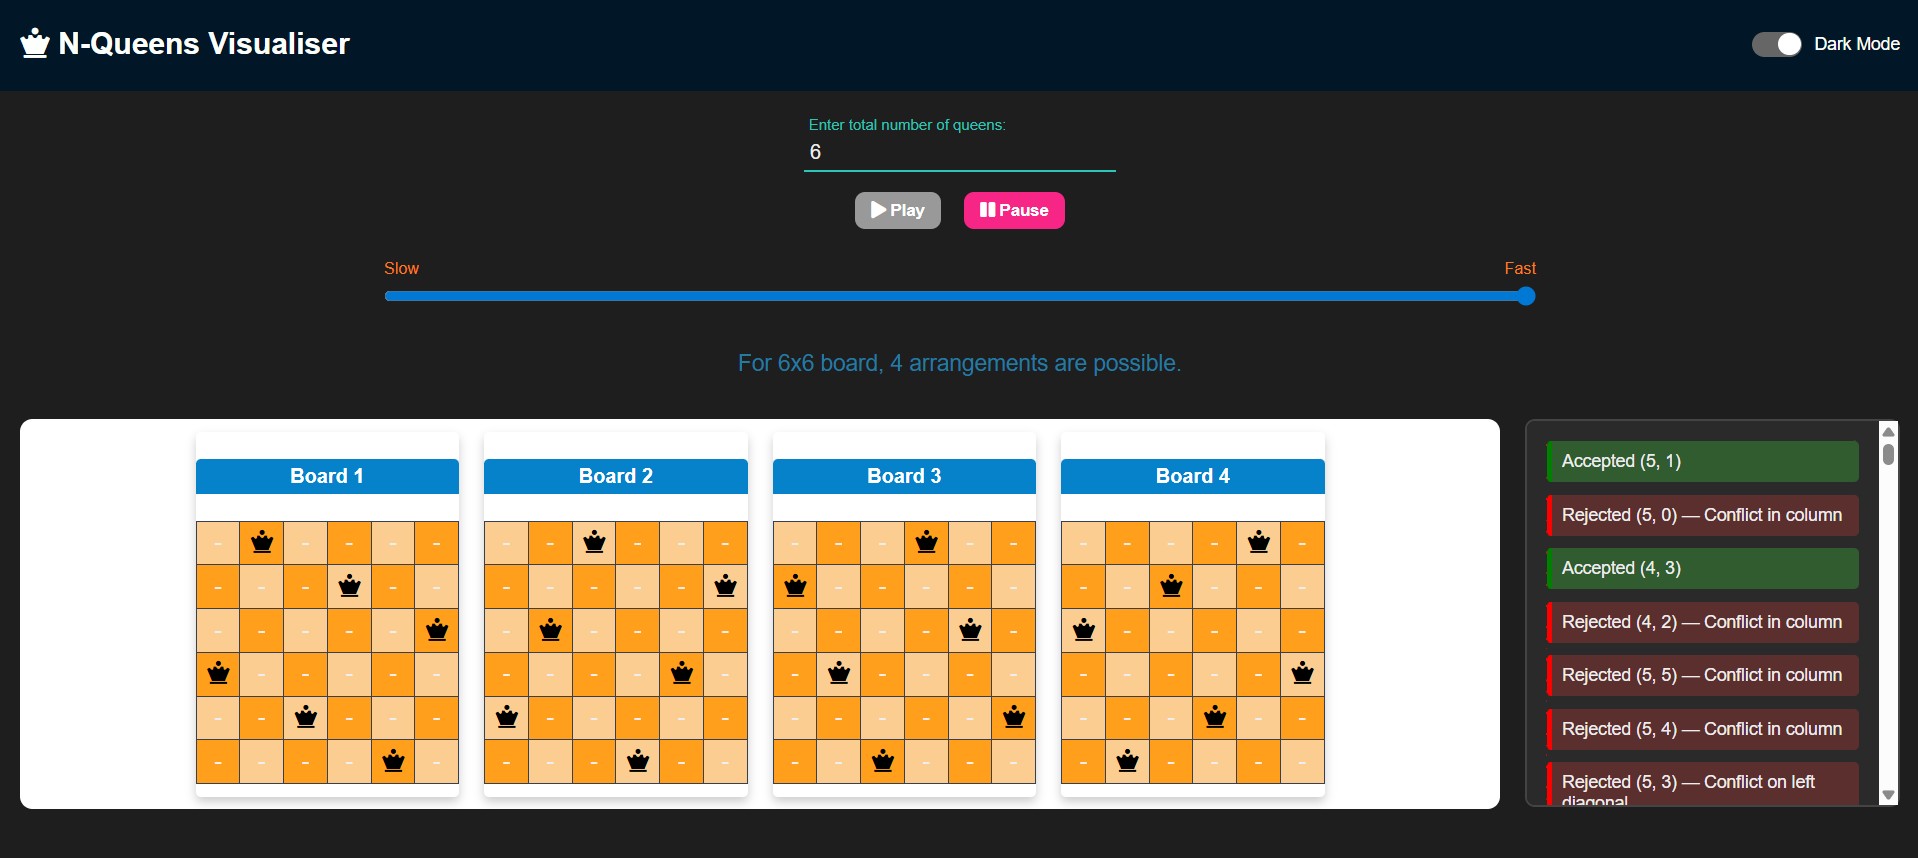 N-Queens Visualiser
Dark Mode
Enter total number of queens:
6
Play
Pause
Slow
Fast
For 6x6 board, 4 arrangements are possible.
Board 1
- - - - -
- - - - -
- - - - -
- - - - -
- - - - -
- - - - -
Board 2
- - - - -
- - - - -
- - - - -
- - - - -
- - - - -
- - - - -
Board 3
- - - - -
- - - - -
- - - - -
- - - - -
- - - - -
- - - - -
Board 4
- - - - -
- - - - -
- - - - -
- - - - -
- - - - -
- - - - -
Accepted (5, 1)
Rejected (5, 0) — Conflict in column
Accepted (4, 3)
Rejected (4, 2) — Conflict in column
Rejected (5, 5) — Conflict in column
Rejected (5, 4) — Conflict in column
Rejected (5, 3) — Conflict on left
diagonal